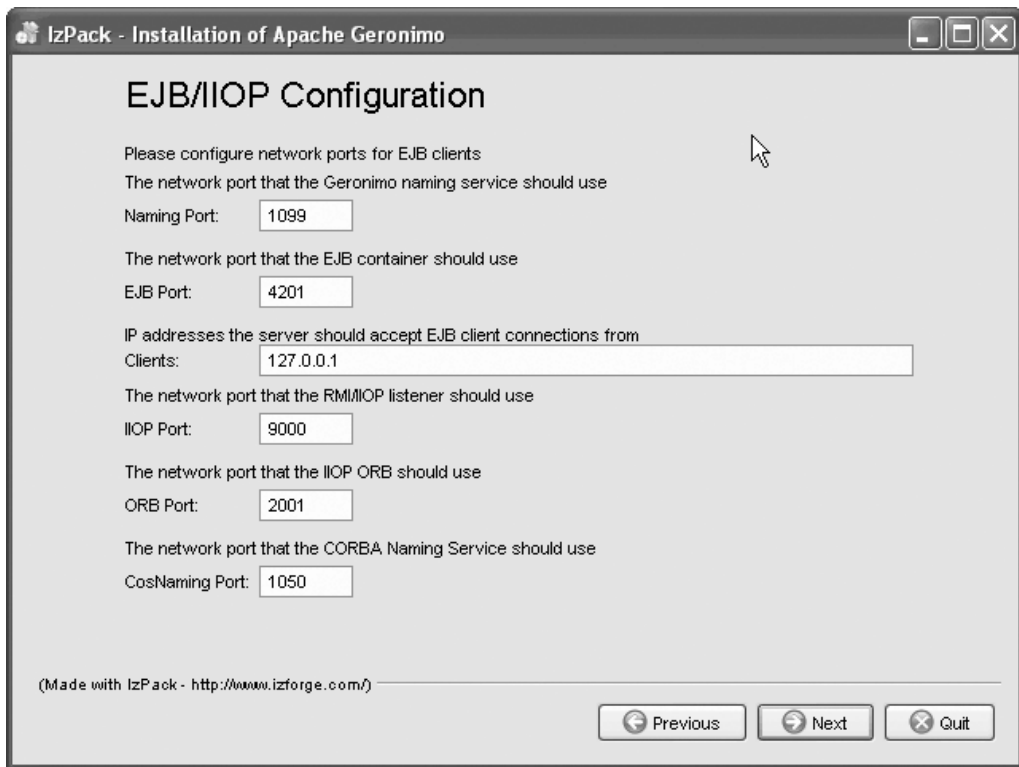 IzPack - Installation of Apache Geronimo
EJB/IIOP Configuration
Please configure network ports for EJB clients
The network port that the Geronimo naming service should use
Naming Port: 1099
The network port that the EJB container should use
EJB Port: 4201
IP addresses the server should accept EJB client connections from
Clients: 127.0.0.1
The network port that the RMI/IIOP listener should use
IIOP Port: 9000
The network port that the IIOP ORB should use
ORB Port: 2001
The network port that the CORBA Naming Service should use
CosNaming Port: 1050
(Made with IzPack - http://www.izforge.com/)
Previous Next Quit